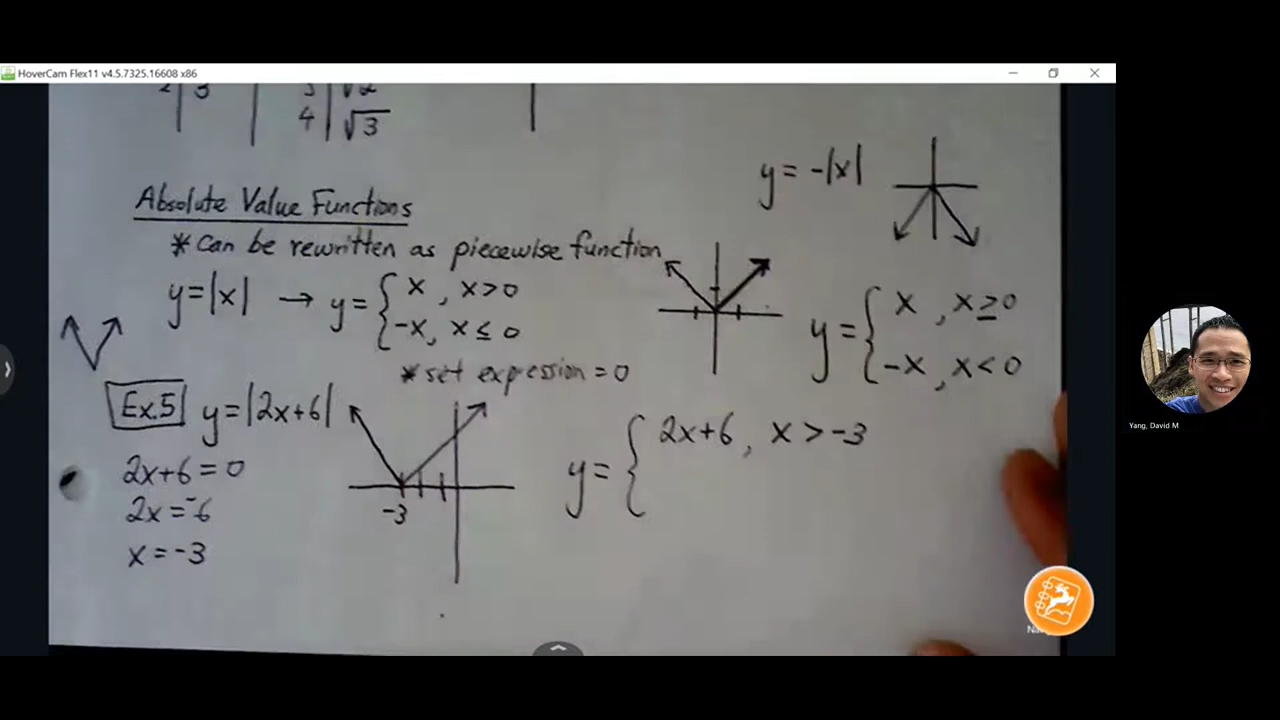 HoverCam Flex11 v4.5.7325.16608 x86
2 | 3
4 | √3
y = -|x|
Absolute Value Functions
* can be rewritten as piecewise function
y = |x| → y = { x , x > 0
-x, x ≤ 0
y = { x , x ≥ 0
-x , x < 0
* set expression = 0
Ex.5 y = |2x+6|
2x+6 = 0
2x = -6
x = -3
-3
y = { 2x+6 , x > -3
Yang, David M